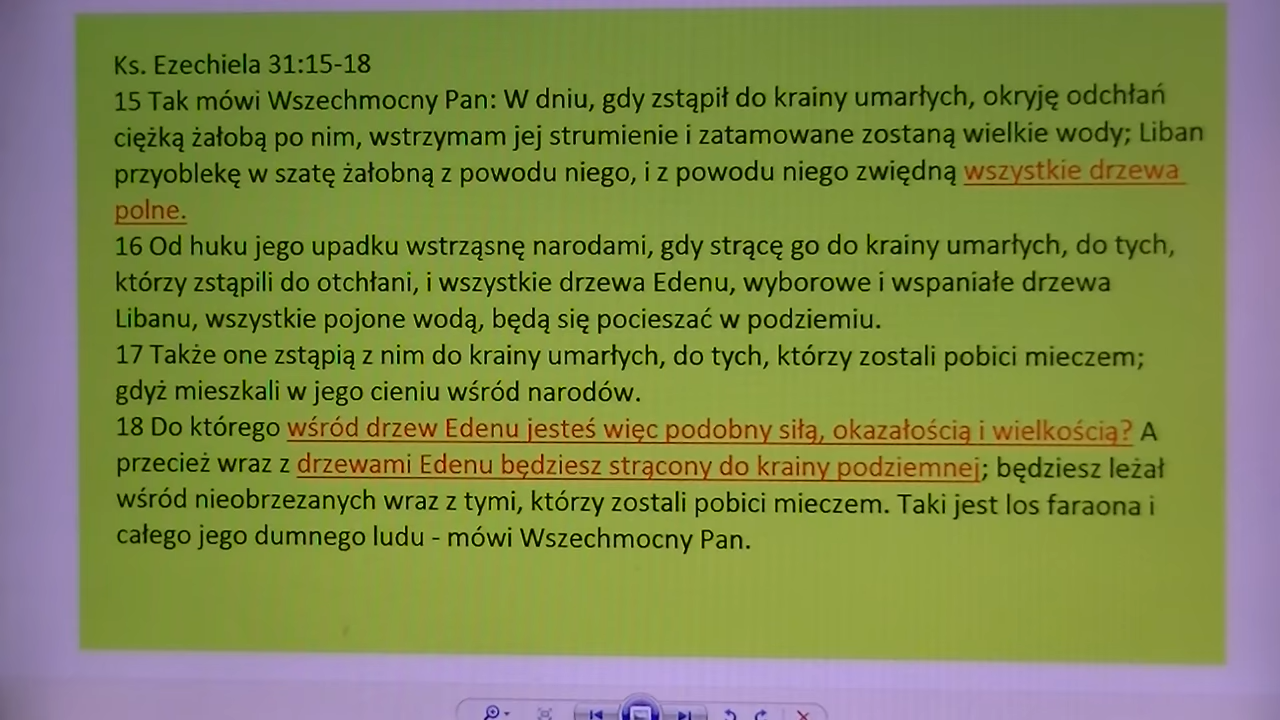 Ks. Ezechiela 31:15-18
15 Tak mówi Wszechmocny Pan: W dniu, gdy zstąpił do krainy umarłych, okryję odchłań
ciężką żałobą po nim, wstrzymam jej strumienie i zatamowane zostaną wielkie wody; Liban
przyoblekę w szatę żałobną z powodu niego, i z powodu niego zwiędną wszystkie drzewa
polne.
16 Od huku jego upadku wstrząsnę narodami, gdy strącę go do krainy umarłych, do tych,
którzy zstąpili do otchłani, i wszystkie drzewa Edenu, wyborowe i wspaniałe drzewa
Libanu, wszystkie pojone wodą, będą się pocieszać w podziemiu.
17 Także one zstąpią z nim do krainy umarłych, do tych, którzy zostali pobici mieczem;
gdyż mieszkali w jego cieniu wśród narodów.
18 Do którego wśród drzew Edenu jesteś więc podobny siłą, okazałością i wielkością? A
przecież wraz z drzewami Edenu będziesz strącony do krainy podziemnej; będziesz leżał
wśród nieobrzezanych wraz z tymi, którzy zostali pobici mieczem. Taki jest los faraona i
całego jego dumnego ludu - mówi Wszechmocny Pan.